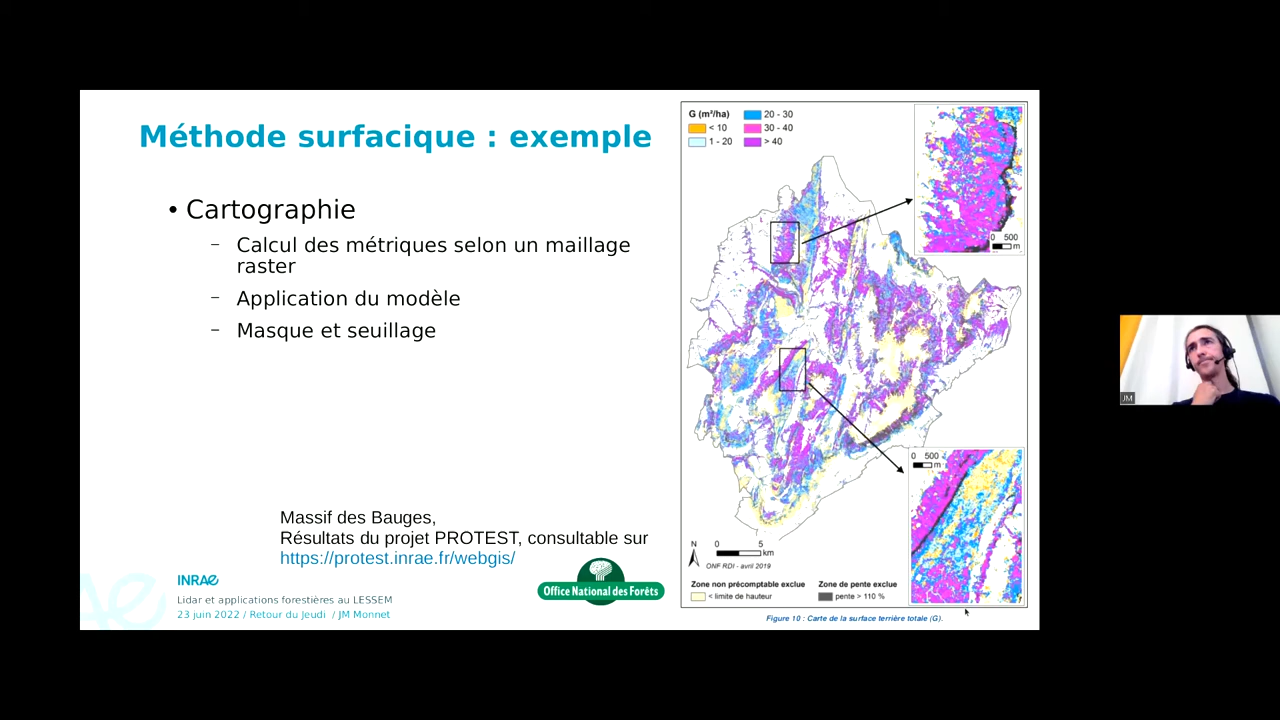 Méthode surfacique : exemple
• Cartographie
– Calcul des métriques selon un maillage
raster
– Application du modèle
– Masque et seuillage
Massif des Bauges,
Résultats du projet PROTEST, consultable sur
https://protest.inrae.fr/webgis/
INRAE
Office National des Forêts
Lidar et applications forestières au LESSEM
23 juin 2022 / Retour du Jeudi / JM Monnet
G (m²/ha)
< 10
1 - 20
20 - 30
30 - 40
> 40
0 500
m
0 500
m
N
0 5
km
ONF RDI - avril 2019
Zone non précomptable exclue
< limite de hauteur
Zone de pente exclue
pente > 110 %
Figure 10 : Carte de la surface terrière totale (G).
JM